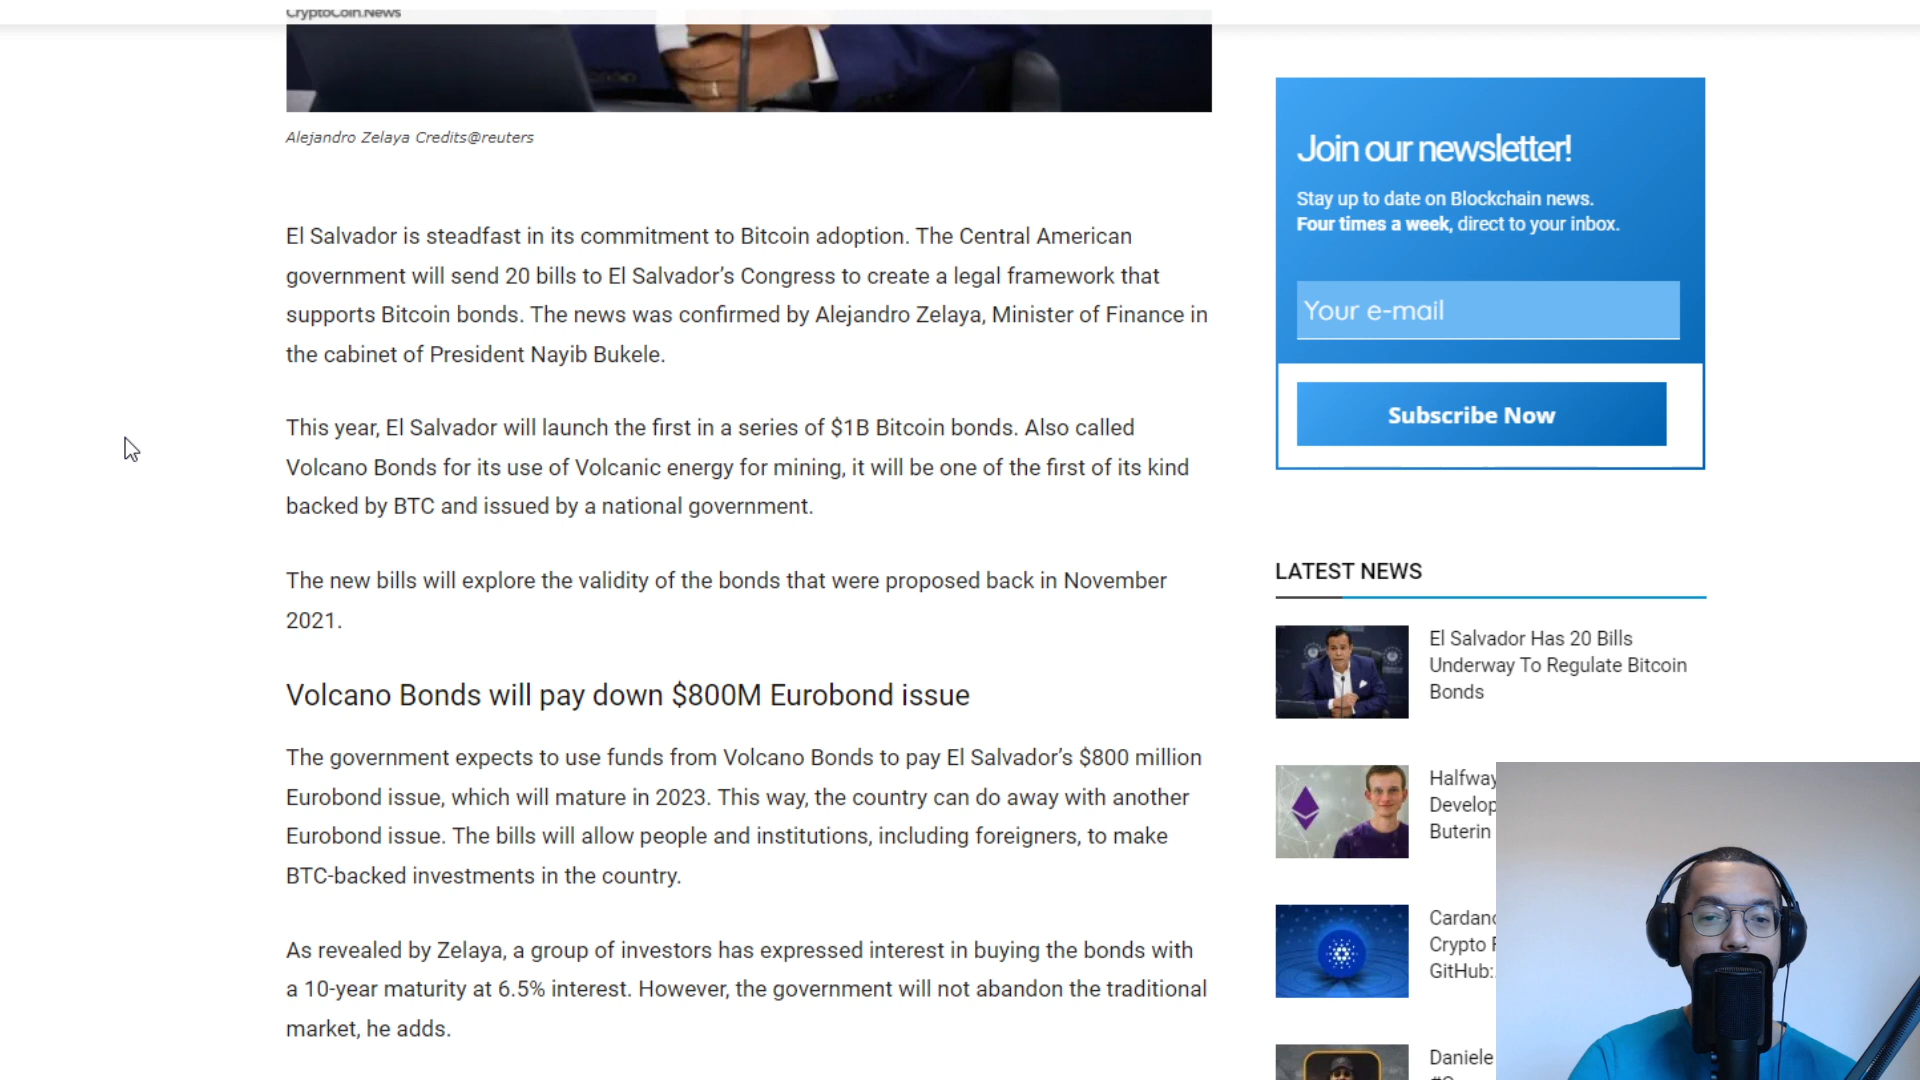 CryptoCoin.News
Alejandro Zelaya Credits@reuters
El Salvador is steadfast in its commitment to Bitcoin adoption. The Central American
government will send 20 bills to El Salvador’s Congress to create a legal framework that
supports Bitcoin bonds. The news was confirmed by Alejandro Zelaya, Minister of Finance in
the cabinet of President Nayib Bukele.
This year, El Salvador will launch the first in a series of $1B Bitcoin bonds. Also called
Volcano Bonds for its use of Volcanic energy for mining, it will be one of the first of its kind
backed by BTC and issued by a national government.
The new bills will explore the validity of the bonds that were proposed back in November
2021.
Volcano Bonds will pay down $800M Eurobond issue
The government expects to use funds from Volcano Bonds to pay El Salvador’s $800 million
Eurobond issue, which will mature in 2023. This way, the country can do away with another
Eurobond issue. The bills will allow people and institutions, including foreigners, to make
BTC-backed investments in the country.
As revealed by Zelaya, a group of investors has expressed interest in buying the bonds with
a 10-year maturity at 6.5% interest. However, the government will not abandon the traditional
market, he adds.
Join our newsletter!
Stay up to date on Blockchain news.
Four times a week, direct to your inbox.
Your e-mail
Subscribe Now
LATEST NEWS
El Salvador Has 20 Bills
Underway To Regulate Bitcoin
Bonds
Halfway
Develop
Buterin
Cardano
Crypto
GitHub:
Daniele